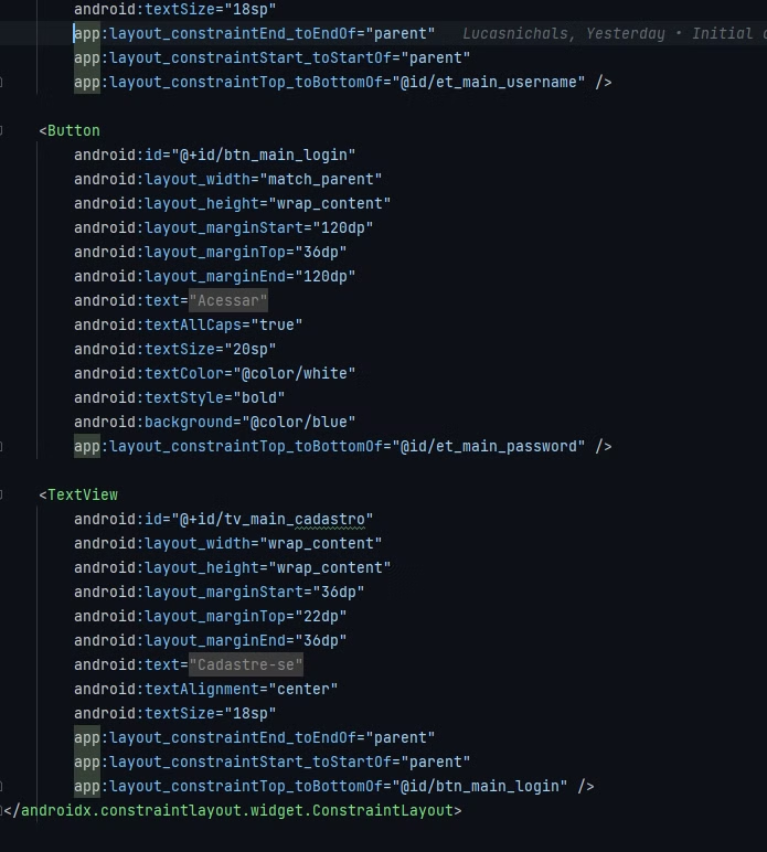 android:textSize="18sp"
app:layout_constraintEnd_toEndOf="parent" Lucasnichals, Yesterday • Initial
app:layout_constraintStart_toStartOf="parent"
app:layout_constraintTop_toBottomOf="@id/et_main_username" />
<Button
android:id="@+id/btn_main_login"
android:layout_width="match_parent"
android:layout_height="wrap_content"
android:layout_marginStart="120dp"
android:layout_marginTop="36dp"
android:layout_marginEnd="120dp"
android:text="Acessar"
android:textAllCaps="true"
android:textSize="20sp"
android:textColor="@color/white"
android:textStyle="bold"
android:background="@color/blue"
app:layout_constraintTop_toBottomOf="@id/et_main_password" />
<TextView
android:id="@+id/tv_main_cadastro"
android:layout_width="wrap_content"
android:layout_height="wrap_content"
android:layout_marginStart="36dp"
android:layout_marginTop="22dp"
android:layout_marginEnd="36dp"
android:text="Cadastre-se"
android:textAlignment="center"
android:textSize="18sp"
app:layout_constraintEnd_toEndOf="parent"
app:layout_constraintStart_toStartOf="parent"
app:layout_constraintTop_toBottomOf="@id/btn_main_login" />
</androidx.constraintlayout.widget.ConstraintLayout>